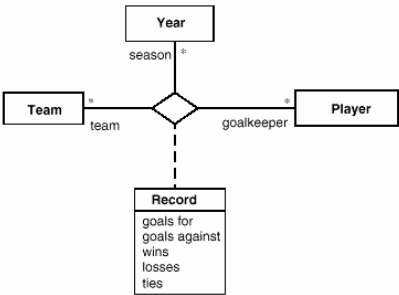 Year
season *
Team * * Player
team goalkeeper
Record
goals for
goals against
wins
losses
ties